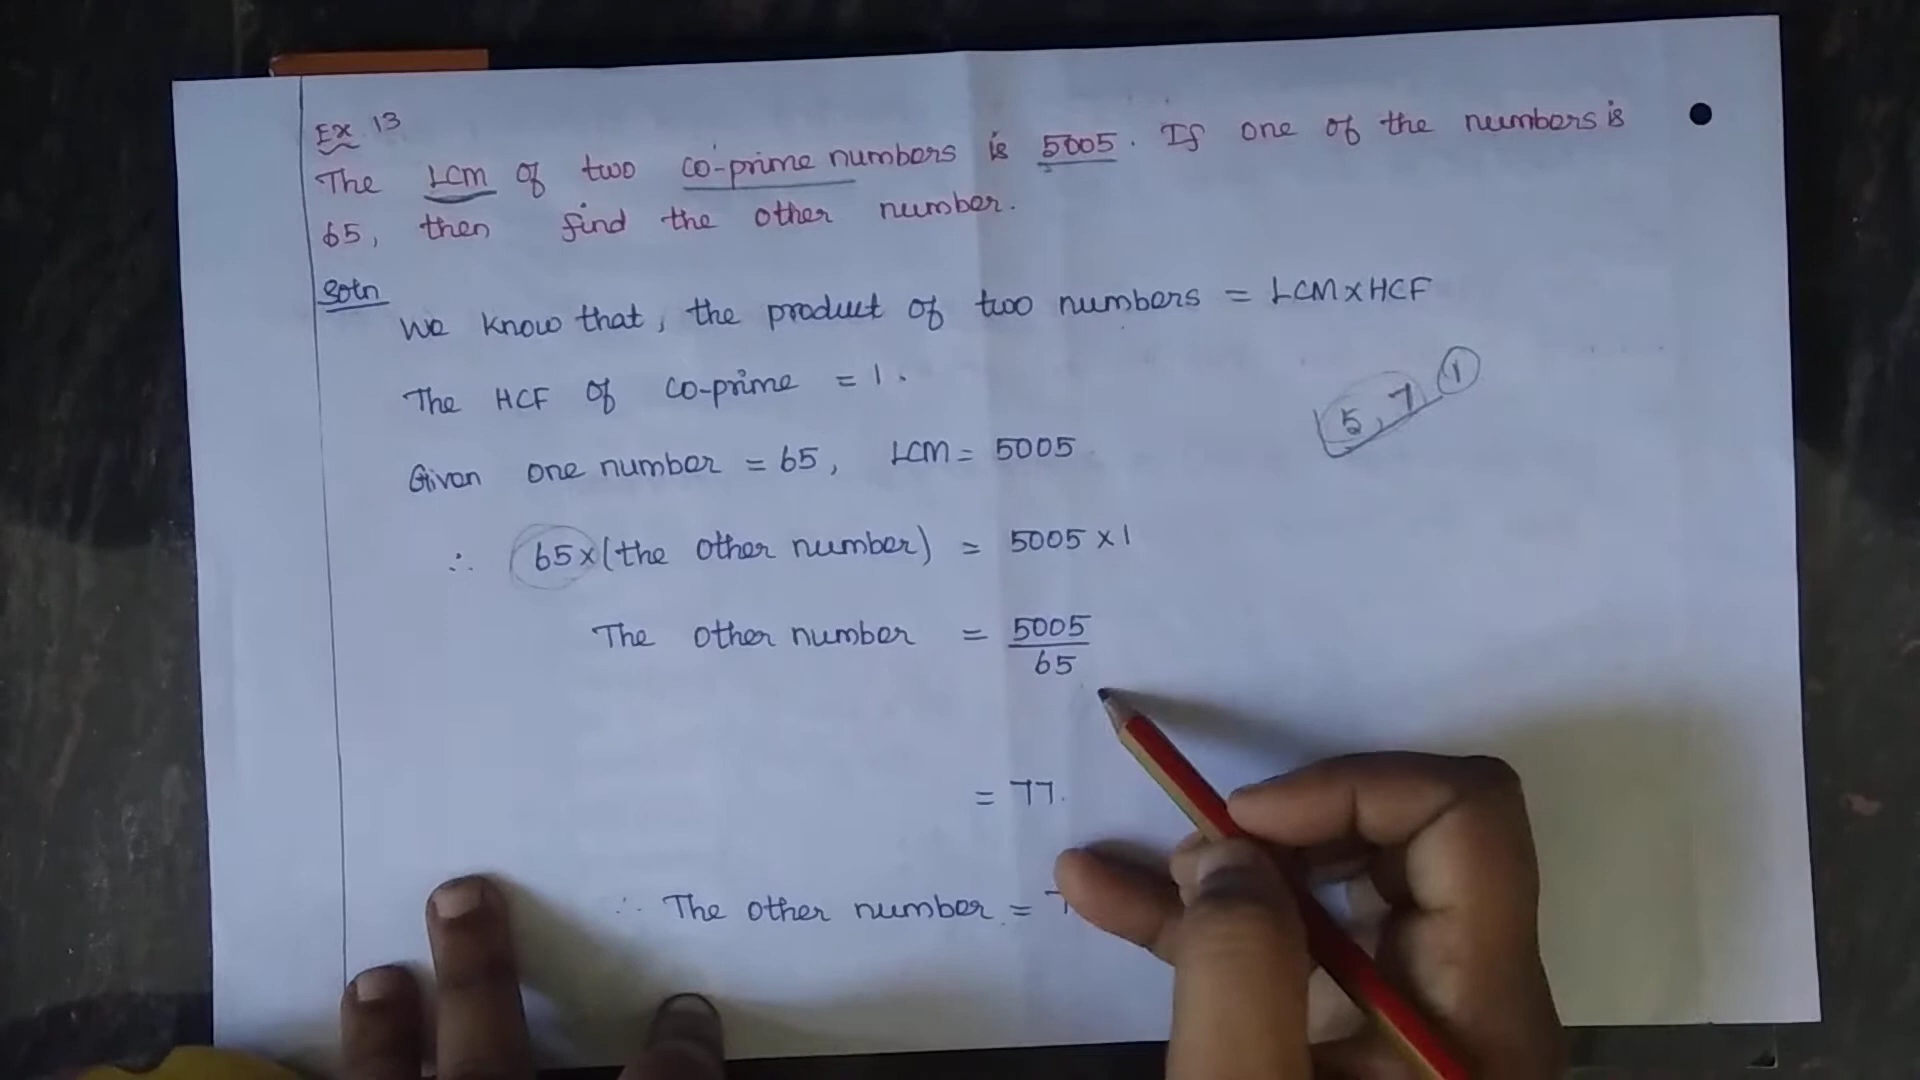 Ex 13
The LCM of two co-prime numbers is 5005. If one of the numbers is
65, then find the other number.
Soln
We know that, the product of two numbers = LCM×HCF
The HCF of co-prime = 1.
5, 7 1
Given one number = 65, LCM = 5005
∴ 65×(the other number) = 5005 × 1
The other number = 5005
65
= 77.
∴ The other number =